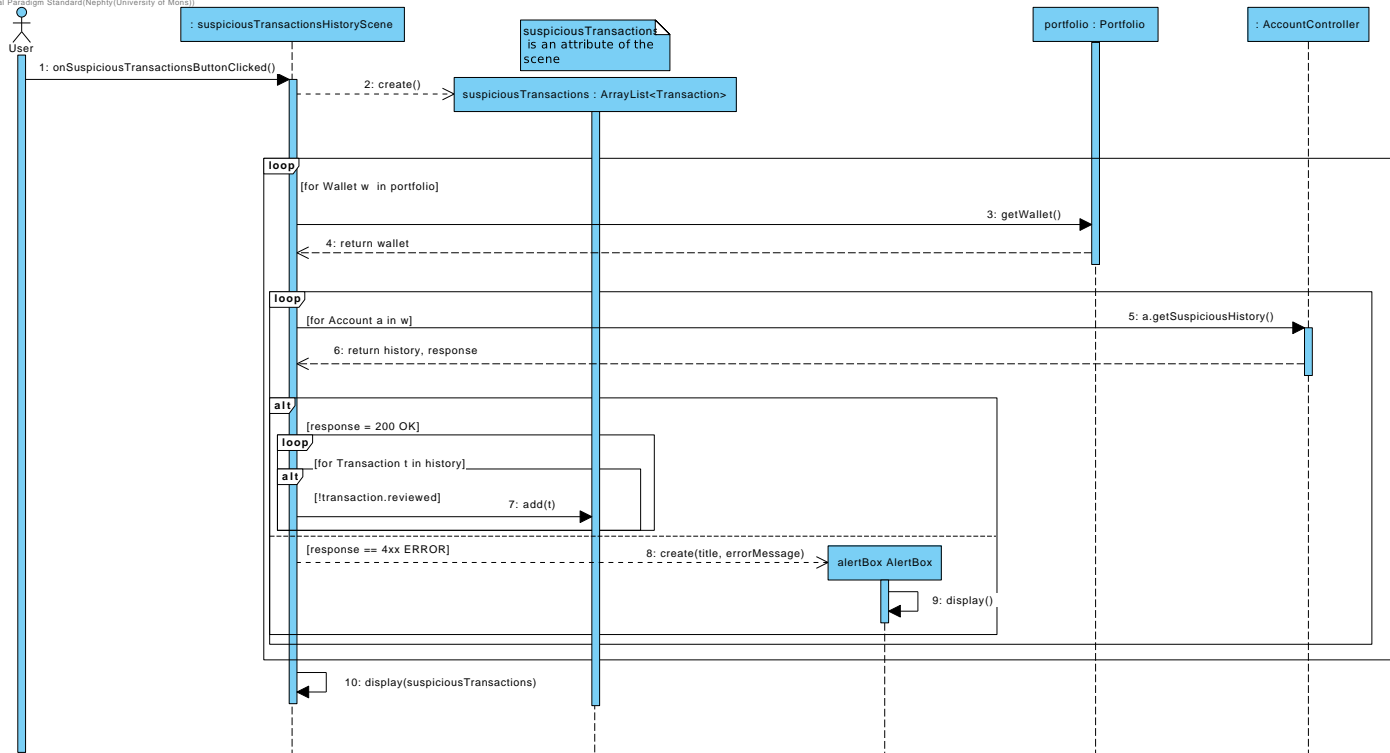 al Paradigm Standard(Nephty(University of Mons))
: suspiciousTransactionsHistoryScene
suspiciousTransactions
is an attribute of the
scene
portfolio : Portfolio
: AccountController
User
1: onSuspiciousTransactionsButtonClicked()
2: create()
suspiciousTransactions : ArrayList<Transaction>
loop
[for Wallet w in portfolio]
3: getWallet()
4: return wallet
loop
[for Account a in w]
5: a.getSuspiciousHistory()
6: return history, response
alt
[response = 200 OK]
loop
[for Transaction t in history]
alt
[!transaction.reviewed]
7: add(t)
[response == 4xx ERROR]
8: create(title, errorMessage)
alertBox AlertBox
9: display()
10: display(suspiciousTransactions)